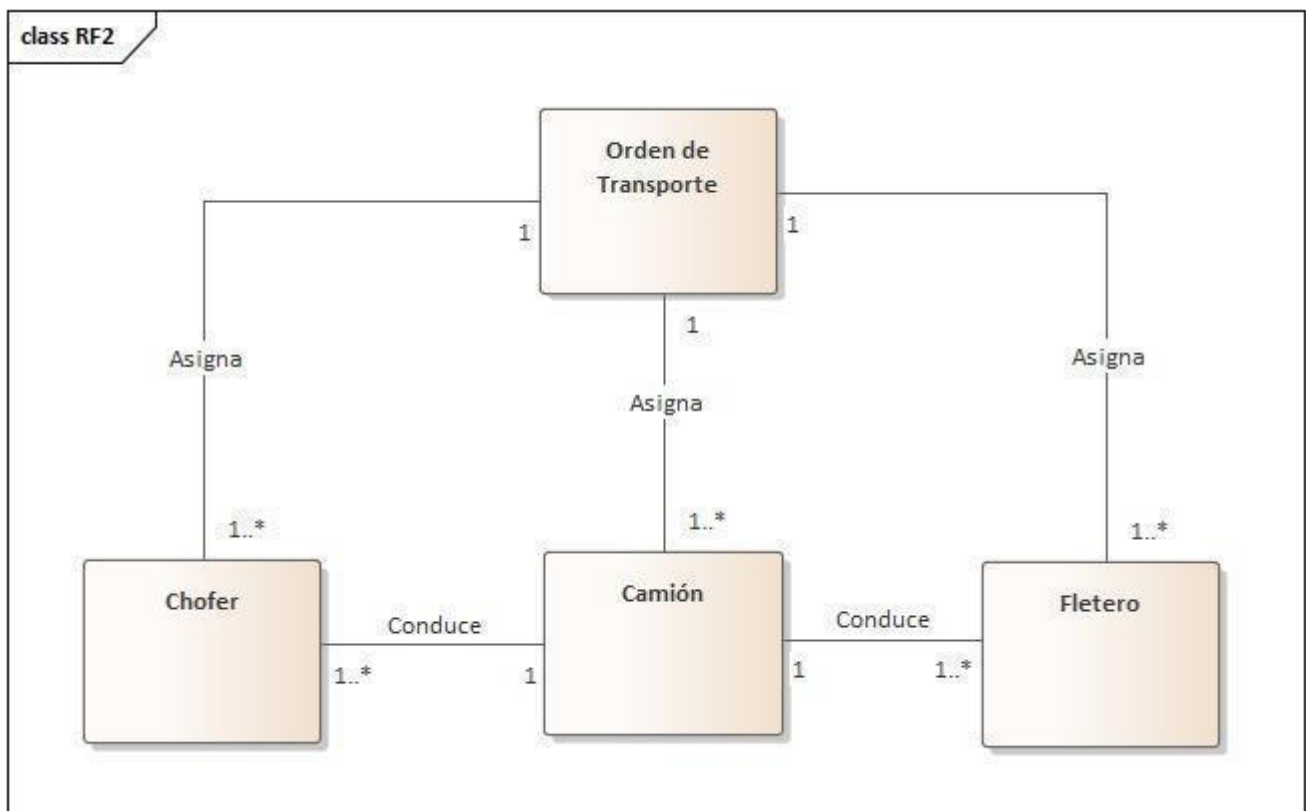 class RF2
Orden de
Transporte
1
1
1
Asigna
Asigna
Asigna
1..*
1..*
1..*
Chofer
Camión
Fletero
Conduce
1..*
1
Conduce
1
1..*